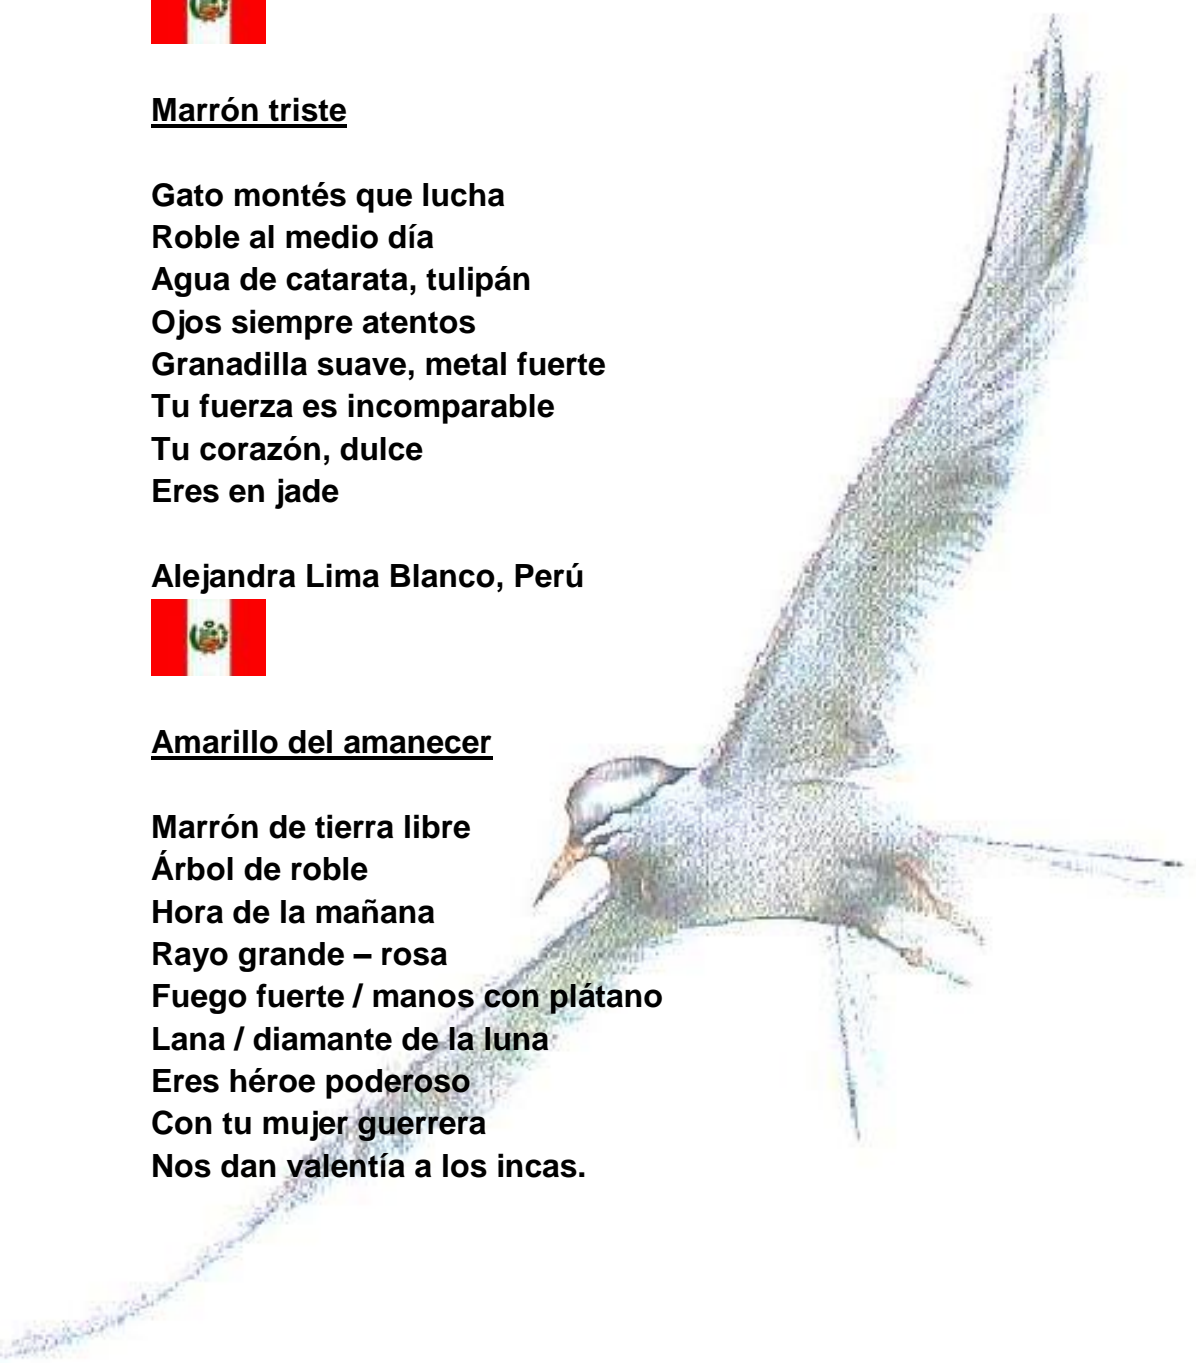 Marrón triste
Gato montés que lucha
Roble al medio día
Agua de catarata, tulipán
Ojos siempre atentos
Granadilla suave, metal fuerte
Tu fuerza es incomparable
Tu corazón, dulce
Eres en jade
Alejandra Lima Blanco, Perú
Amarillo del amanecer
Marrón de tierra libre
Árbol de roble
Hora de la mañana
Rayo grande – rosa
Fuego fuerte / manos con plátano
Lana / diamante de la luna
Eres héroe poderoso
Con tu mujer guerrera
Nos dan valentía a los incas.